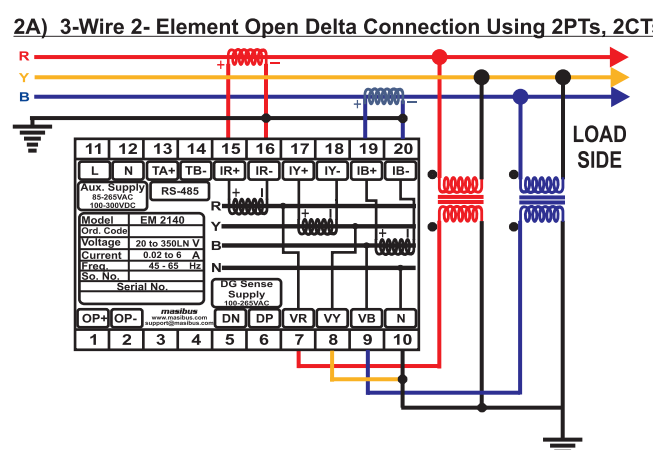 2A) 3-Wire 2- Element Open Delta Connection Using 2PTs, 2CTs
R
Y
B
+ −
+ −
LOAD
SIDE
11 12 13 14 15 16 17 18 19 20
L N TA+ TB- IR+ IR- IY+ IY- IB+ IB-
Aux. Supply
85-265VAC
100-300VDC
RS-485
R
Y
B
N
Model EM 2140
Ord. Code
Voltage 20 to 350LN V
Current 0.02 to 6 A
Freq. 45 - 65 Hz
So. No.
Serial No.
DG Sense
Supply
100-265VAC
masibus
www.masibus.com
support@masibus.com
OP+ OP- DN DP VR VY VB N
1 2 3 4 5 6 7 8 9 10